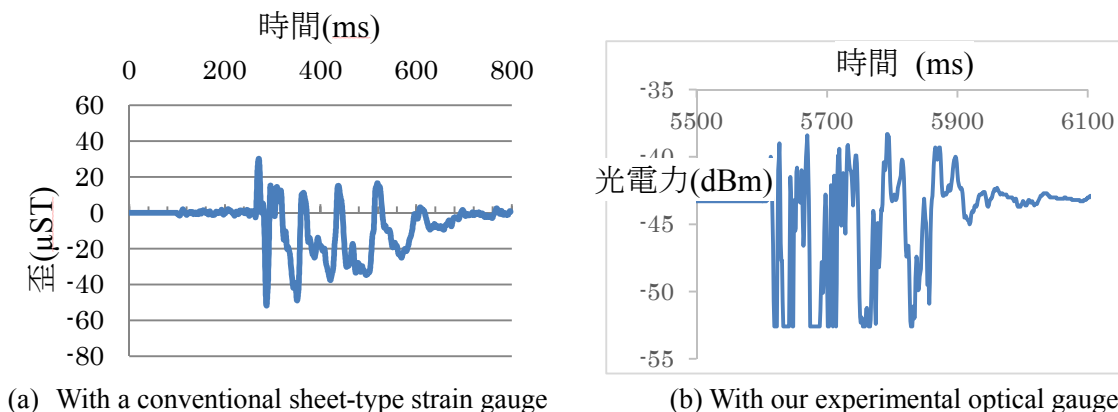 時間(ms)
0 200 400 600 800
60
40
20
0
-20
-40
-60
-80
歪(μST)
(a) With a conventional sheet-type strain gauge
時間 (ms)
-35
5500 5700 5900 6100
-40
光電力(dBm)
-45
-50
-55
(b) With our experimental optical gauge